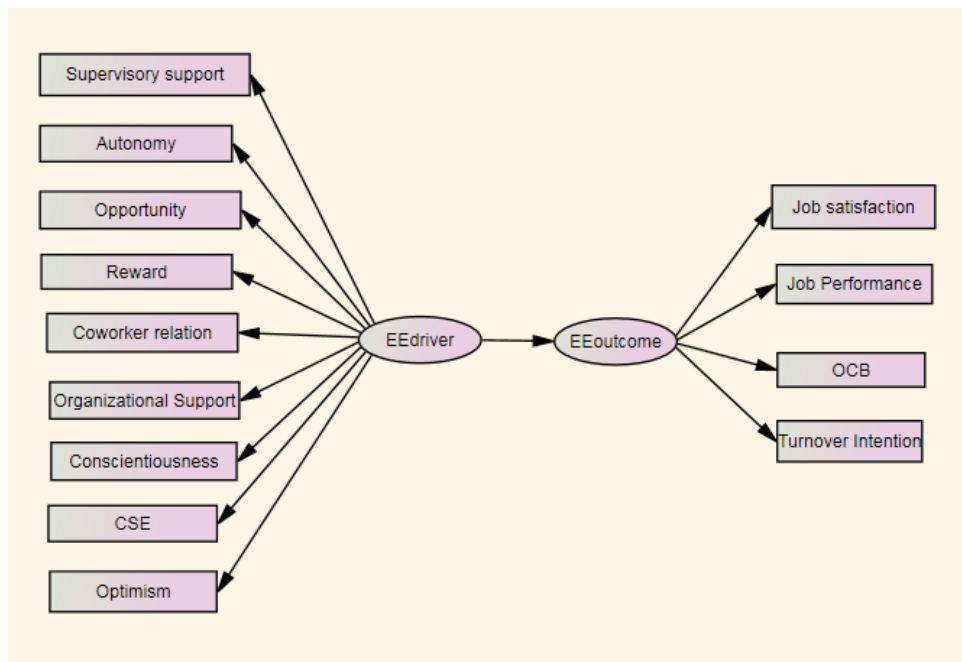 Supervisory support
Autonomy
Opportunity
Reward
Coworker relation
Organizational Support
Conscientiousness
CSE
Optimism
EEdriver
EEoutcome
Job satisfaction
Job Performance
OCB
Turnover Intention